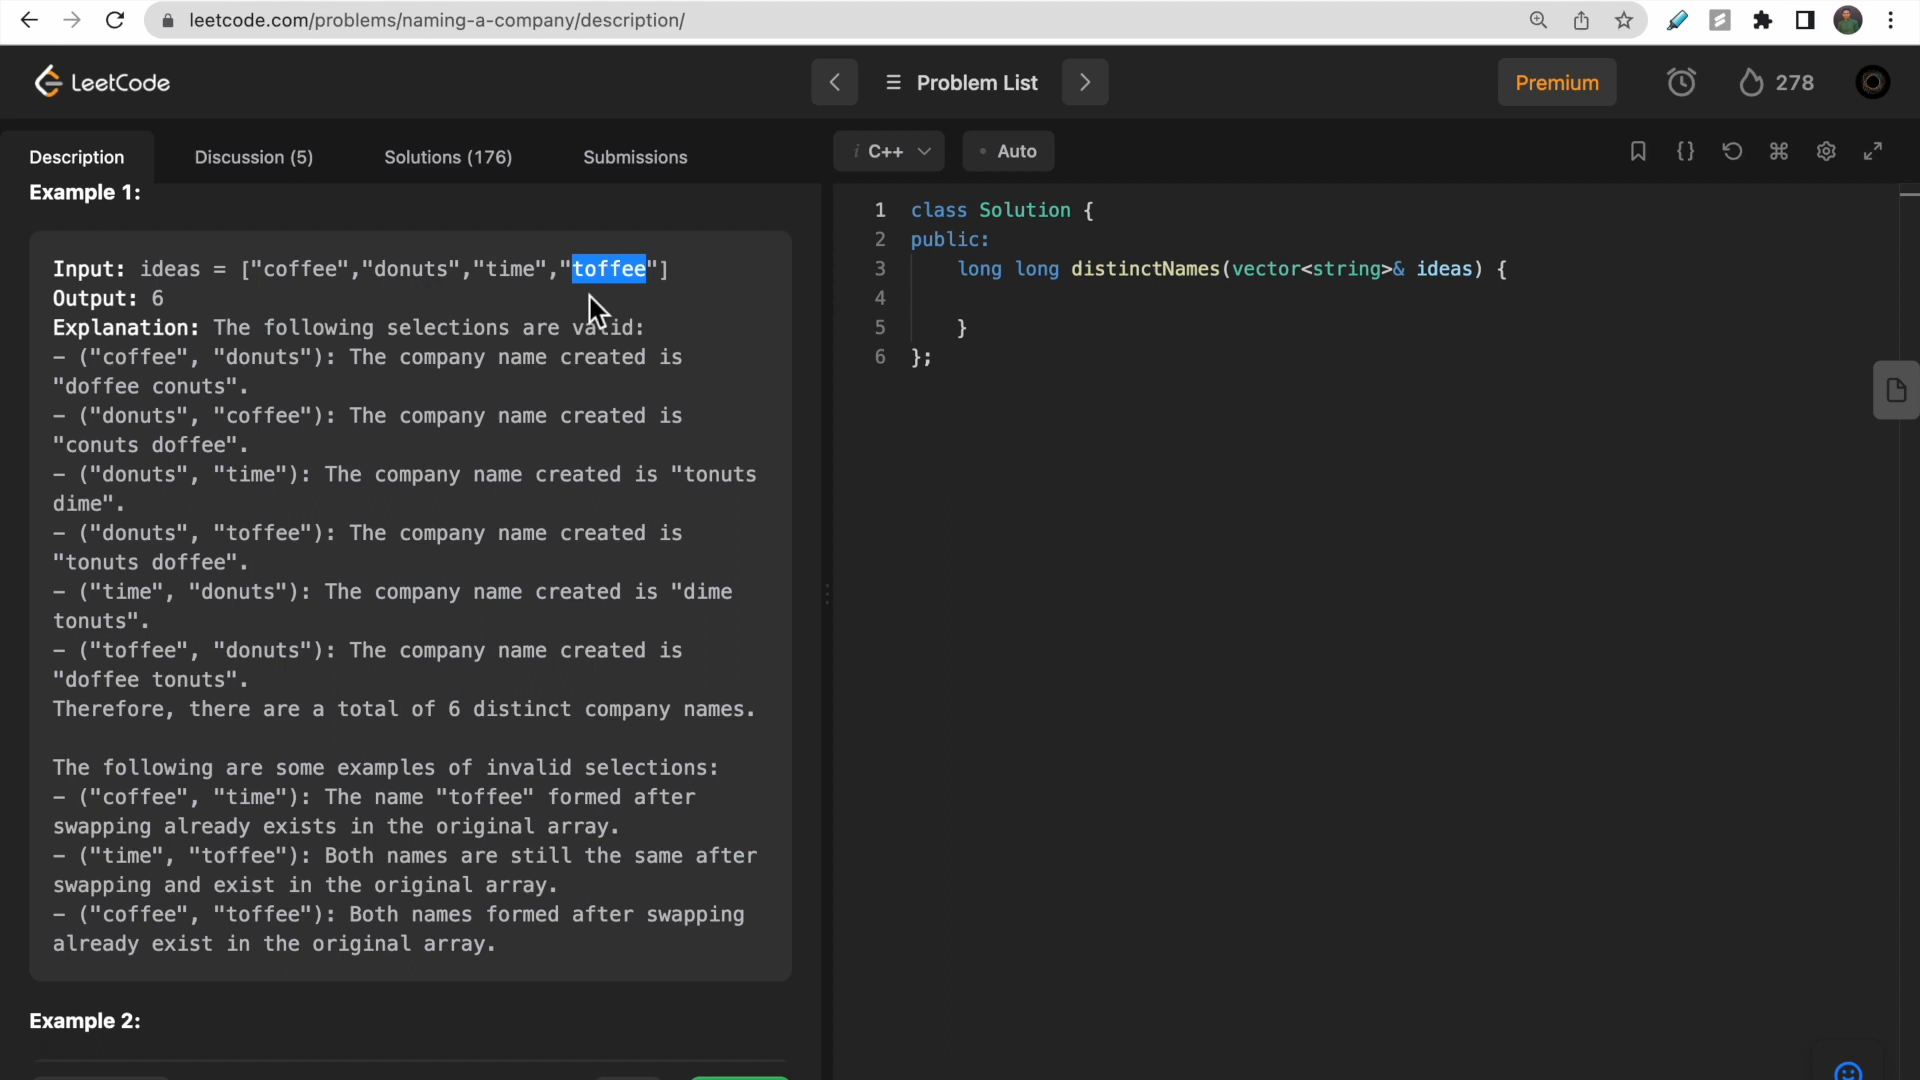 leetcode.com/problems/naming-a-company/description/
LeetCode
Problem List
Premium
278
Description
Discussion (5)
Solutions (176)
Submissions
i C++
• Auto
Example 1:
Input: ideas = ["coffee","donuts","time","toffee"]
Output: 6
Explanation: The following selections are valid:
- ("coffee", "donuts"): The company name created is
"doffee conuts".
- ("donuts", "coffee"): The company name created is
"conuts doffee".
- ("donuts", "time"): The company name created is "tonuts
dime".
- ("donuts", "toffee"): The company name created is
"tonuts doffee".
- ("time", "donuts"): The company name created is "dime
tonuts".
- ("toffee", "donuts"): The company name created is
"doffee tonuts".
Therefore, there are a total of 6 distinct company names.
The following are some examples of invalid selections:
- ("coffee", "time"): The name "toffee" formed after
swapping already exists in the original array.
- ("time", "toffee"): Both names are still the same after
swapping and exist in the original array.
- ("coffee", "toffee"): Both names formed after swapping
already exist in the original array.
Example 2:
1 class Solution {
2 public:
3 long long distinctNames(vector<string>& ideas) {
4
5 }
6 };